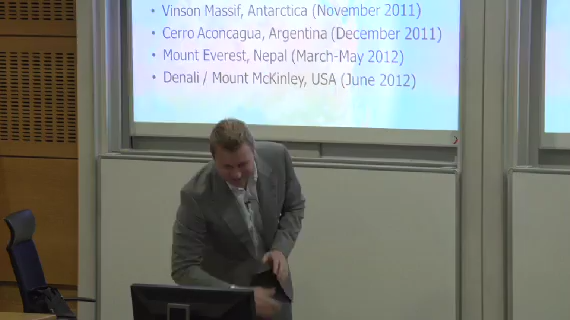 • Vinson Massif, Antarctica (November 2011)
• Cerro Aconcagua, Argentina (December 2011)
• Mount Everest, Nepal (March-May 2012)
• Denali / Mount McKinley, USA (June 2012)